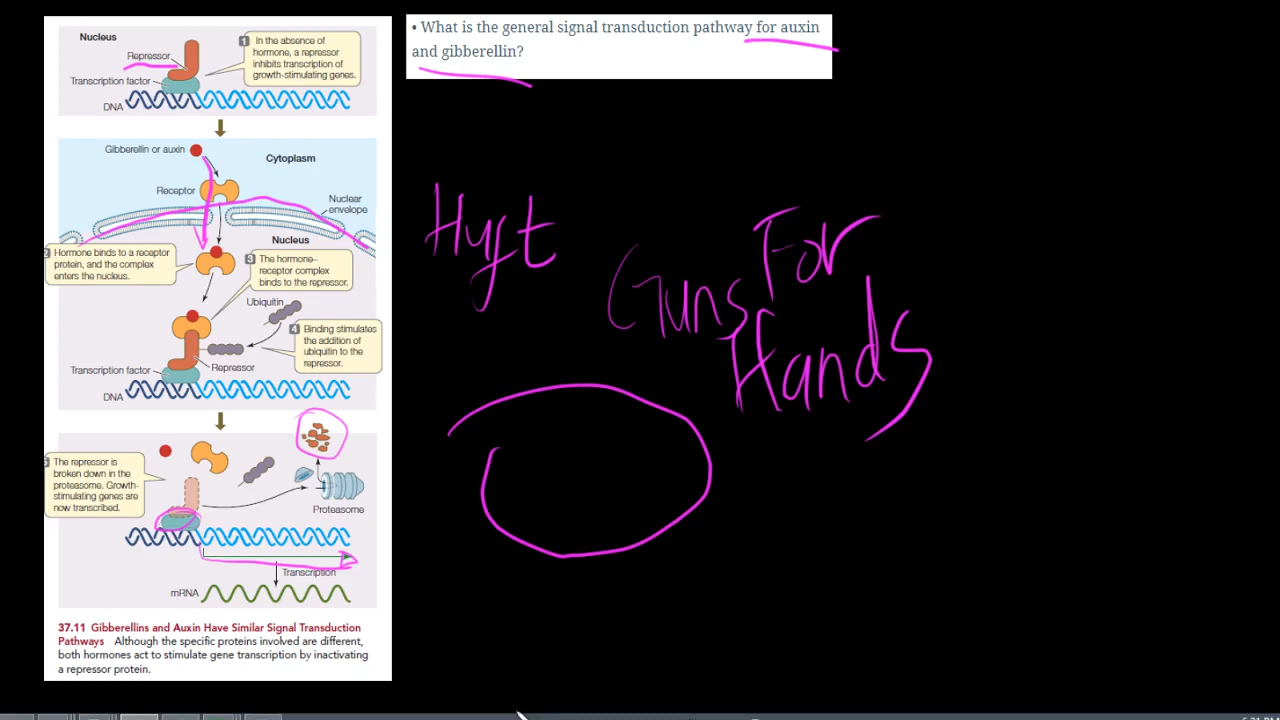 Nucleus
Repressor
Transcription factor
DNA
1 In the absence of
hormone, a repressor
inhibits transcription of
growth-stimulating genes.
Gibberellin or auxin
Cytoplasm
Receptor
Nuclear
envelope
2 Hormone binds to a receptor
protein, and the complex
enters the nucleus.
Nucleus
3 The hormone–
receptor complex
binds to the repressor.
Ubiquitin
4 Binding stimulates
the addition of
ubiquitin to the
repressor.
Repressor
Transcription factor
DNA
5 The repressor is
broken down in the
proteasome. Growth-
stimulating genes are
now transcribed.
Proteasome
Transcription
mRNA
37.11 Gibberellins and Auxin Have Similar Signal Transduction
Pathways Although the specific proteins involved are different,
both hormones act to stimulate gene transcription by inactivating
a repressor protein.
• What is the general signal transduction pathway for auxin
and gibberellin?
Guns For
Hands